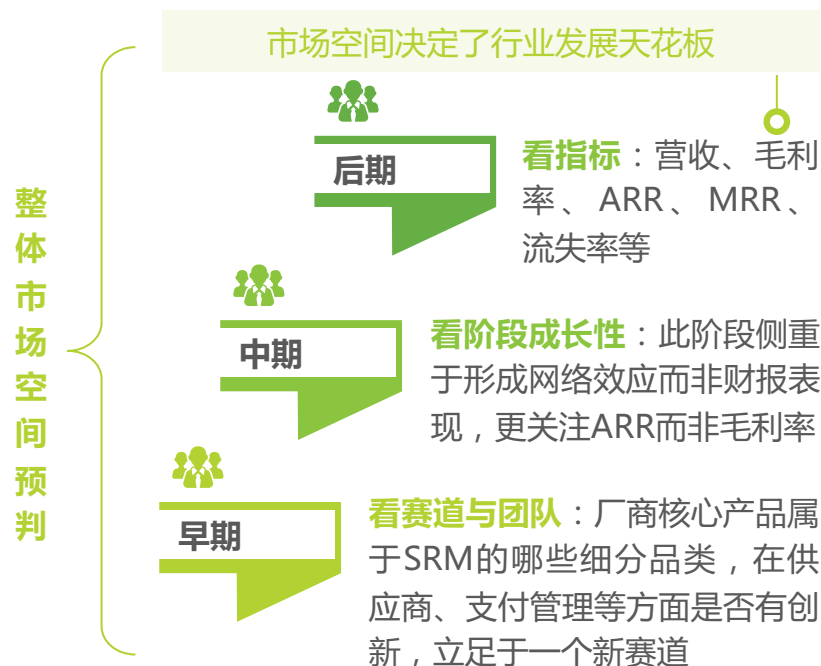 市场空间决定了行业发展天花板
整体市场空间预判
后期
看指标：营收、毛利
率、ARR、MRR、
流失率等
中期
看阶段成长性：此阶段侧重
于形成网络效应而非财报表
现，更关注ARR而非毛利率
早期
看赛道与团队：厂商核心产品属
于SRM的哪些细分品类，在供
应商、支付管理等方面是否有创
新，立足于一个新赛道